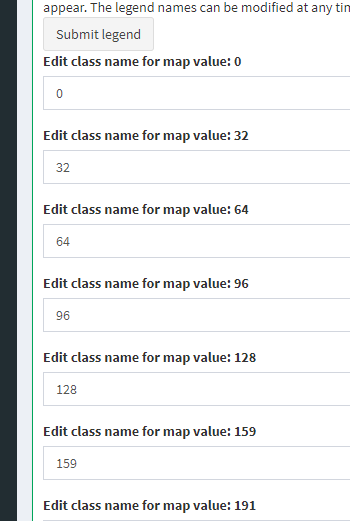 appear. The legend names can be modified at any
Submit legend
Edit class name for map value: 0
0
Edit class name for map value: 32
32
Edit class name for map value: 64
64
Edit class name for map value: 96
96
Edit class name for map value: 128
128
Edit class name for map value: 159
159
Edit class name for map value: 191